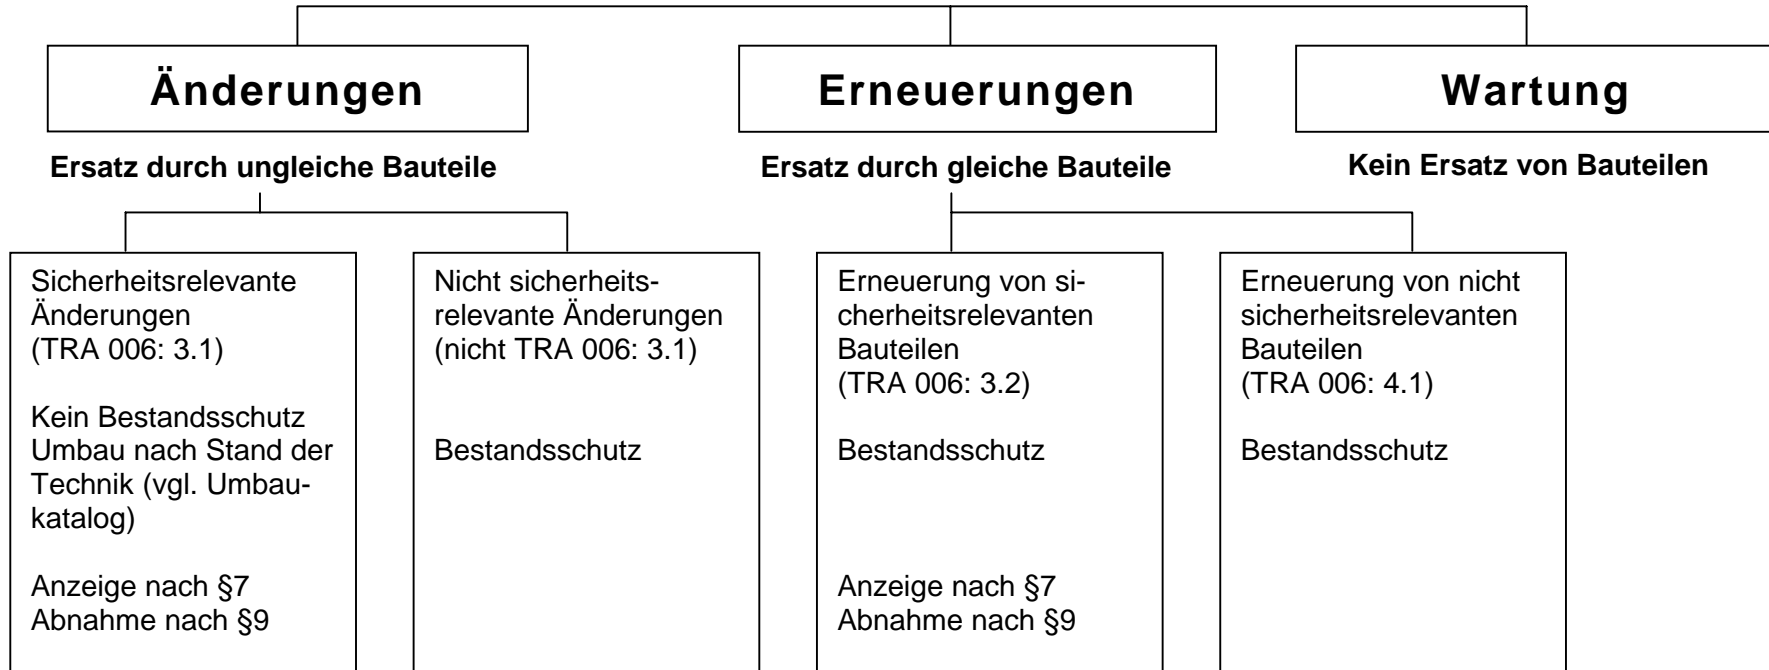 Änderungen
Erneuerungen
Wartung
Ersatz durch ungleiche Bauteile
Ersatz durch gleiche Bauteile
Kein Ersatz von Bauteilen
Sicherheitsrelevante
Änderungen
(TRA 006: 3.1)
Kein Bestandsschutz
Umbau nach Stand der
Technik (vgl. Umbau-
katalog)
Anzeige nach §7
Abnahme nach §9
Nicht sicherheits-
relevante Änderungen
(nicht TRA 006: 3.1)
Bestandsschutz
Erneuerung von si-
cherheitsrelevanten
Bauteilen
(TRA 006: 3.2)
Bestandsschutz
Anzeige nach §7
Abnahme nach §9
Erneuerung von nicht
sicherheitsrelevanten
Bauteilen
(TRA 006: 4.1)
Bestandsschutz